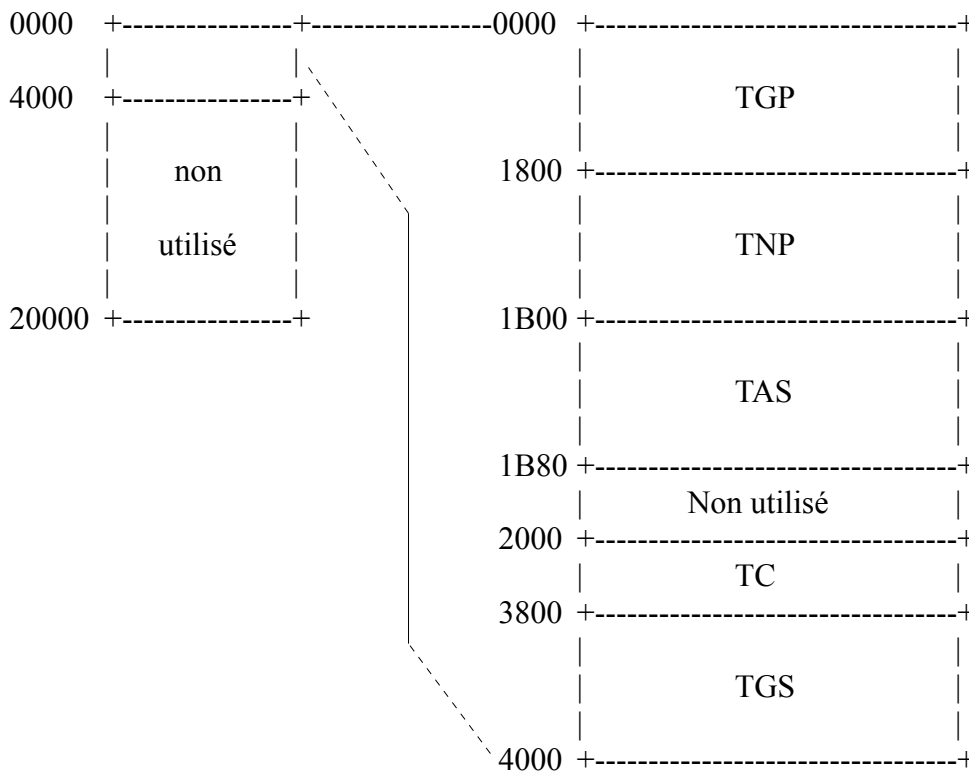 0000 +-----------------+-----------------0000 +----------------------------------+
| | | TGP |
4000 +-----------------+
| non | 1800 +----------------------------------+
| utilisé | | TNP |
20000 +-----------------+ 1B00 +----------------------------------+
| TAS |
1B80 +----------------------------------+
| Non utilisé |
2000 +----------------------------------+
| TC |
3800 +----------------------------------+
| TGS |
4000 +----------------------------------+